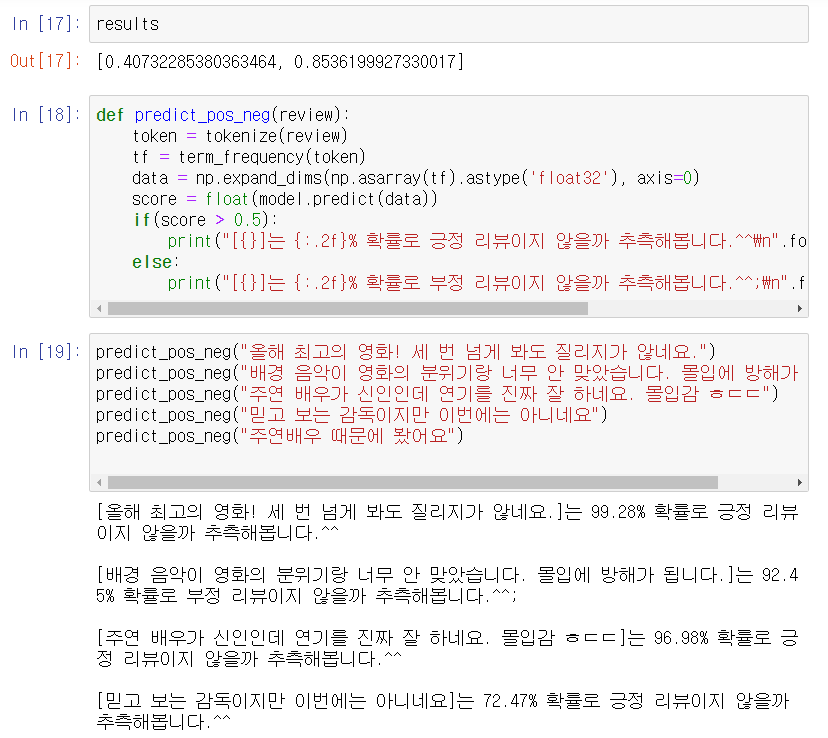 In [17]: results
Out[17]: [0.40732285380363464, 0.8536199927330017]
In [18]: def predict_pos_neg(review):
token = tokenize(review)
tf = term_frequency(token)
data = np.expand_dims(np.asarray(tf).astype('float32'), axis=0)
score = float(model.predict(data))
if(score > 0.5):
print("[{}]는 {:.2f}% 확률로 긍정 리뷰이지 않을까 추측해봅니다.^^₩n".fo
else:
print("[{}]는 {:.2f}% 확률로 부정 리뷰이지 않을까 추측해봅니다.^^;₩n".f
In [19]: predict_pos_neg("올해 최고의 영화! 세 번 넘게 봐도 질리지가 않네요.")
predict_pos_neg("배경 음악이 영화의 분위기랑 너무 안 맞았습니다. 몰입에 방해가
predict_pos_neg("주연 배우가 신인인데 연기를 진짜 잘 하네요. 몰입감 ㅎㄷㄷ")
predict_pos_neg("믿고 보는 감독이지만 이번에는 아니네요")
predict_pos_neg("주연배우 때문에 봤어요")
[올해 최고의 영화! 세 번 넘게 봐도 질리지가 않네요.]는 99.28% 확률로 긍정 리뷰
이지 않을까 추측해봅니다.^^
[배경 음악이 영화의 분위기랑 너무 안 맞았습니다. 몰입에 방해가 됩니다.]는 92.4
5% 확률로 부정 리뷰이지 않을까 추측해봅니다.^^;
[주연 배우가 신인인데 연기를 진짜 잘 하네요. 몰입감 ㅎㄷㄷ]는 96.98% 확률로 긍
정 리뷰이지 않을까 추측해봅니다.^^
[믿고 보는 감독이지만 이번에는 아니네요]는 72.47% 확률로 긍정 리뷰이지 않을까
추측해봅니다.^^